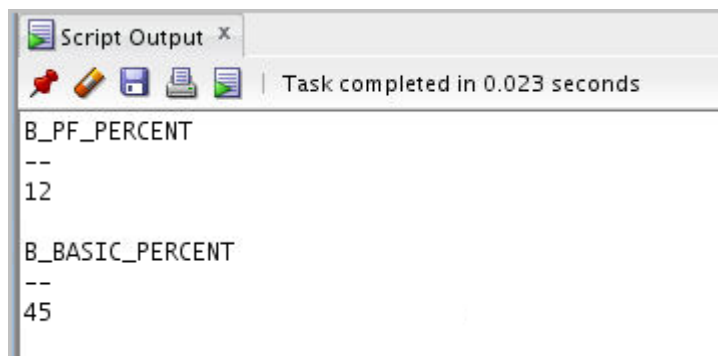 Script Output x
Task completed in 0.023 seconds
B_PF_PERCENT
--
12
B_BASIC_PERCENT
--
45